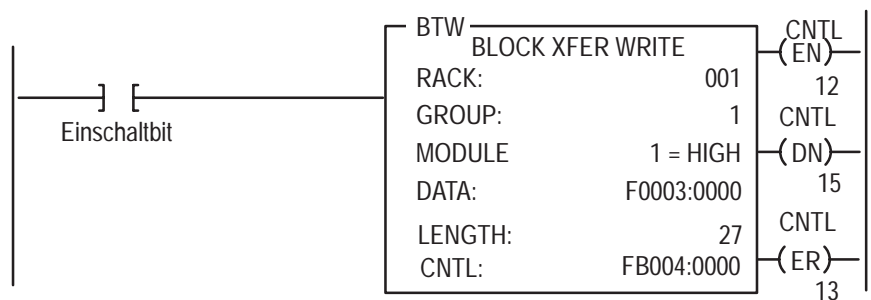 BTW
BLOCK XFER WRITE
CNTL
(EN)
RACK: 001
12
GROUP: 1
CNTL
Einschaltbit
MODULE 1 = HIGH
(DN)
DATA: F0003:0000
15
LENGTH: 27
CNTL
CNTL: FB004:0000
(ER)
13